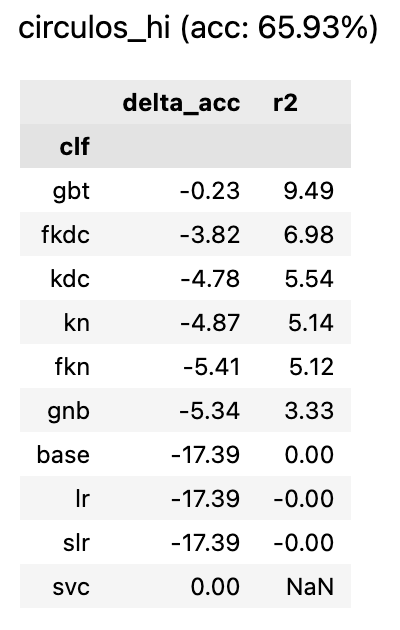 circulos_hi (acc: 65.93%)
delta_acc r2
clf
gbt -0.23 9.49
fkdc -3.82 6.98
kdc -4.78 5.54
kn -4.87 5.14
fkn -5.41 5.12
gnb -5.34 3.33
base -17.39 0.00
lr -17.39 -0.00
slr -17.39 -0.00
svc 0.00 NaN